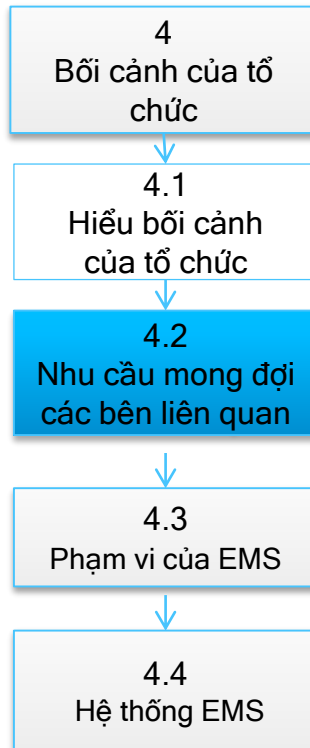 4
Bối cảnh của tổ
chức
4.1
Hiểu bối cảnh
của tổ chức
4.2
Nhu cầu mong đợi
các bên liên quan
4.3
Phạm vi của EMS
4.4
Hệ thống EMS